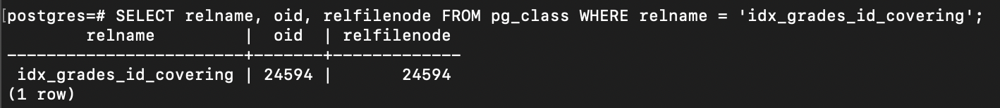 [postgres=# SELECT relname, oid, relfilenode FROM pg_class WHERE relname = 'idx_grades_id_covering';
        relname         |  oid  | relfilenode
------------------------+-------+-------------
 idx_grades_id_covering | 24594 |       24594
(1 row)